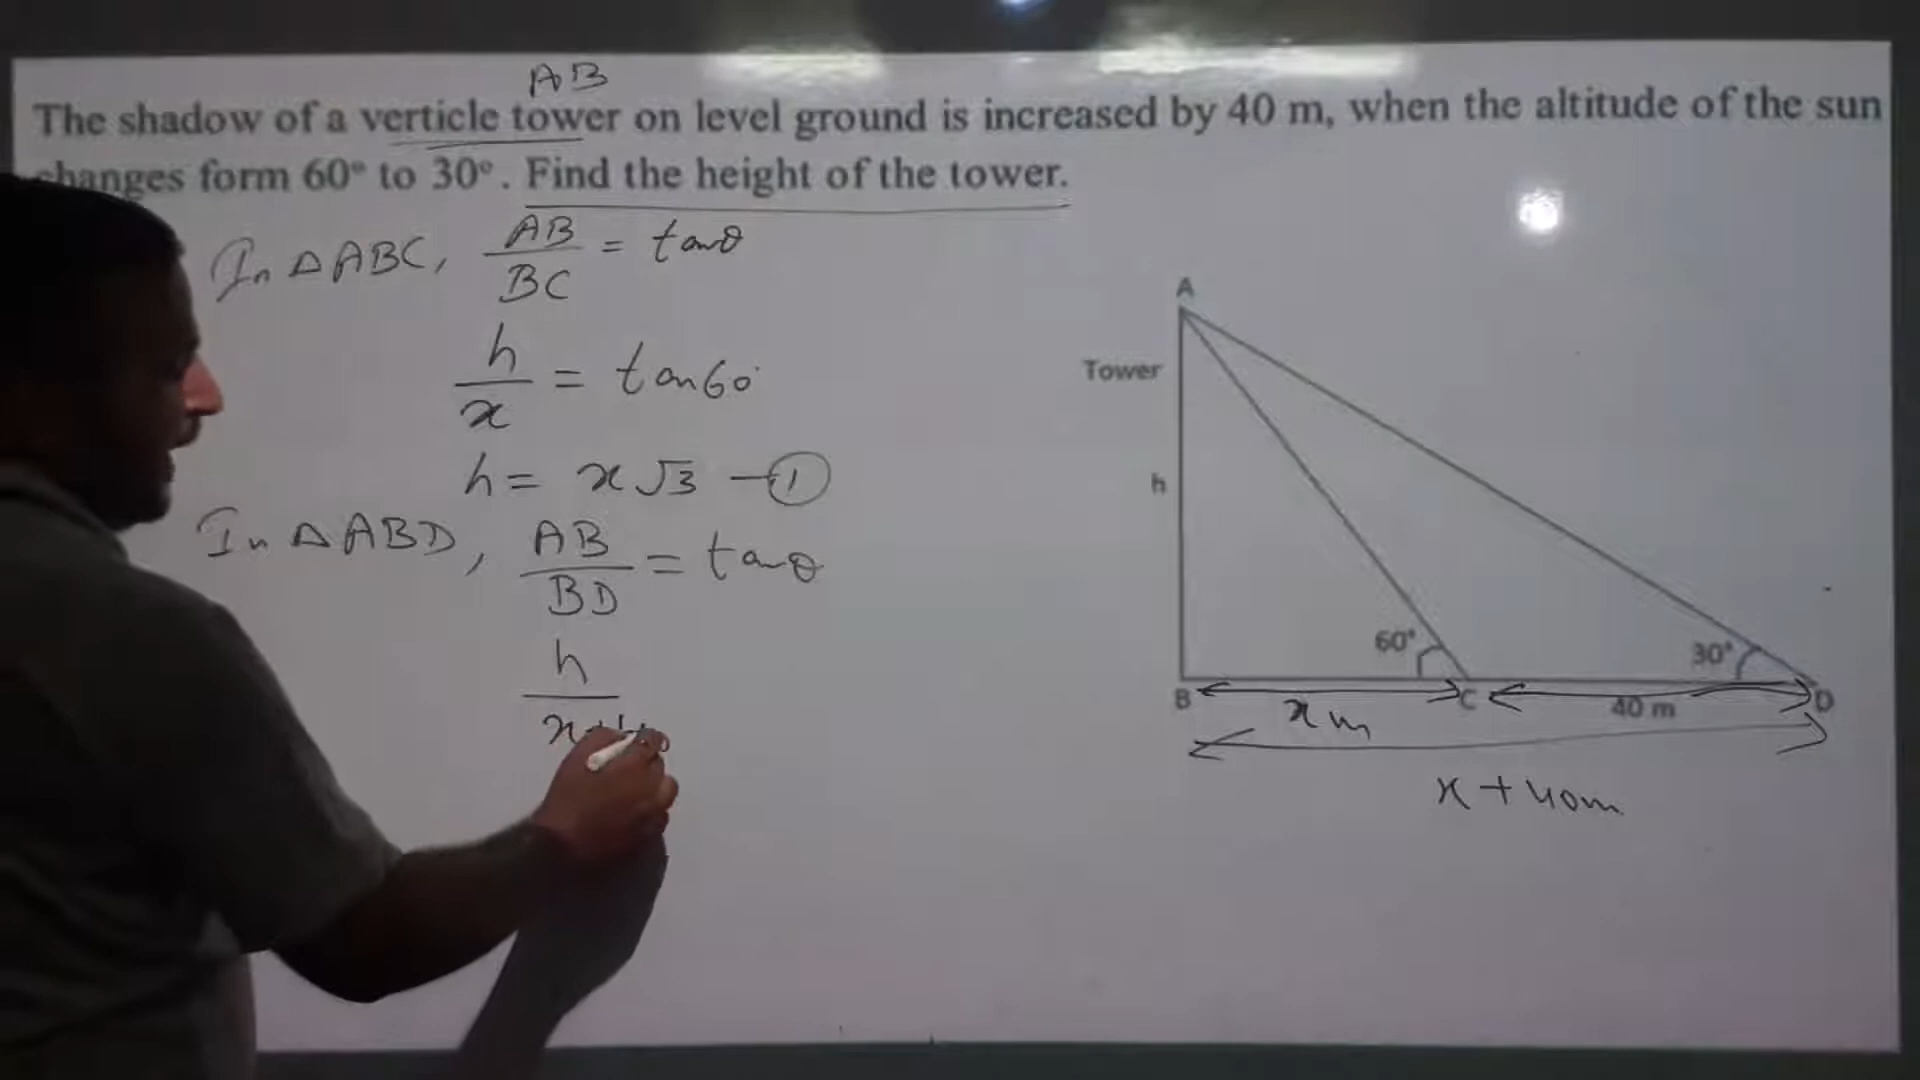 AB
The shadow of a verticle tower on level ground is increased by 40 m, when the altitude of the sun
changes form 60° to 30°. Find the height of the tower.
In △ABC, AB/BC = tanθ
h/x = tan60°
h = x√3 —①
In △ABD, AB/BD = tanθ
h/x+40
A
Tower
h
60°
30°
B
C
D
x m
40 m
x + 40m